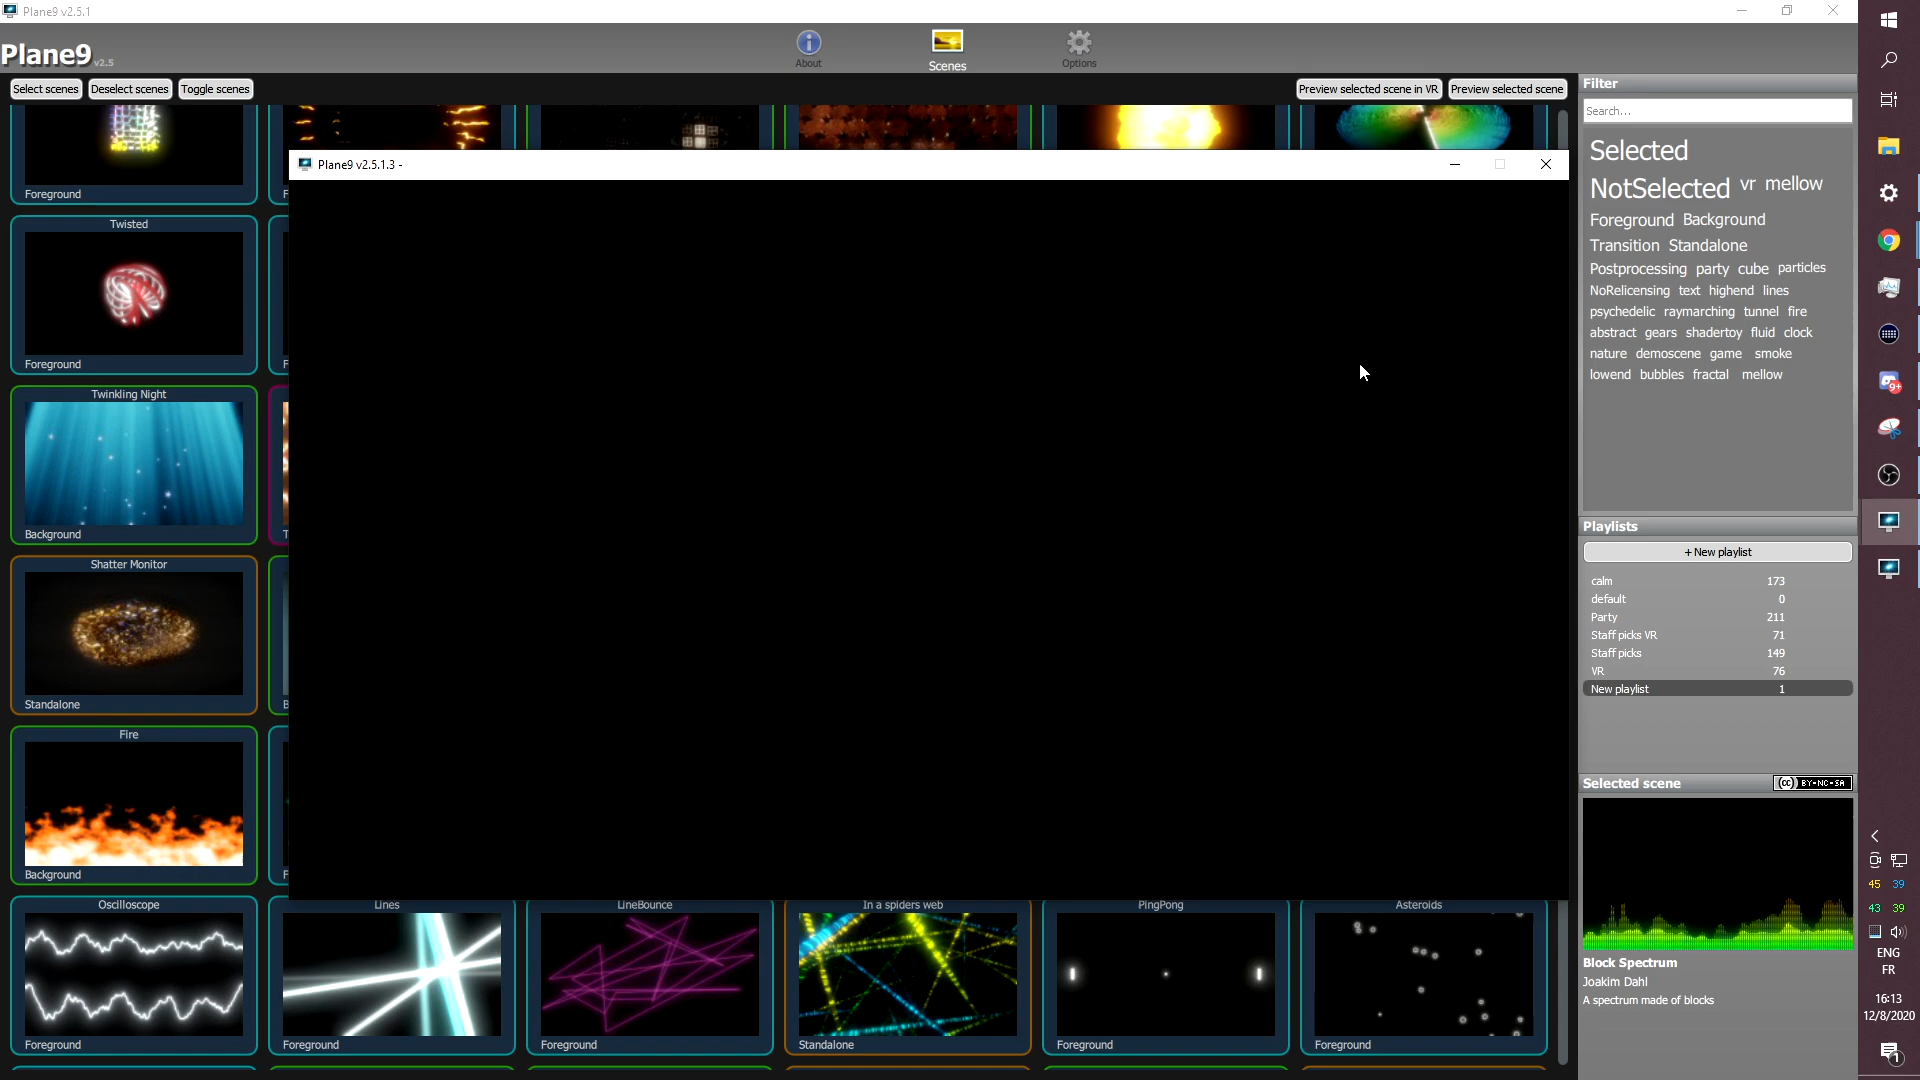 Plane9 v2.5.1
Plane9 v2.5
About
Scenes
Options
Select scenes
Deselect scenes
Toggle scenes
Preview selected scene in VR
Preview selected scene
Foreground
Plane9 v2.5.1.3 -
Twisted
Foreground
Twinkling Night
Background
Shatter Monitor
Standalone
Fire
Background
Oscilloscope
Foreground
Lines
Foreground
LineBounce
Foreground
In a spiders web
Standalone
PingPong
Foreground
Asteroids
Foreground
Filter
Search...
Selected
NotSelected vr mellow
Foreground Background
Transition Standalone
Postprocessing party cube particles
NoRelicensing text highend lines
psychedelic raymarching tunnel fire
abstract gears shadertoy fluid clock
nature demoscene game smoke
lowend bubbles fractal mellow
Playlists
+ New playlist
calm 173
default 0
Party 211
Staff picks VR 71
Staff picks 149
VR 76
New playlist 1
Selected scene
cc BY-NC-SA
Block Spectrum
Joakim Dahl
A spectrum made of blocks
9+
45 39
43 39
ENG
FR
16:13
12/8/2020
1